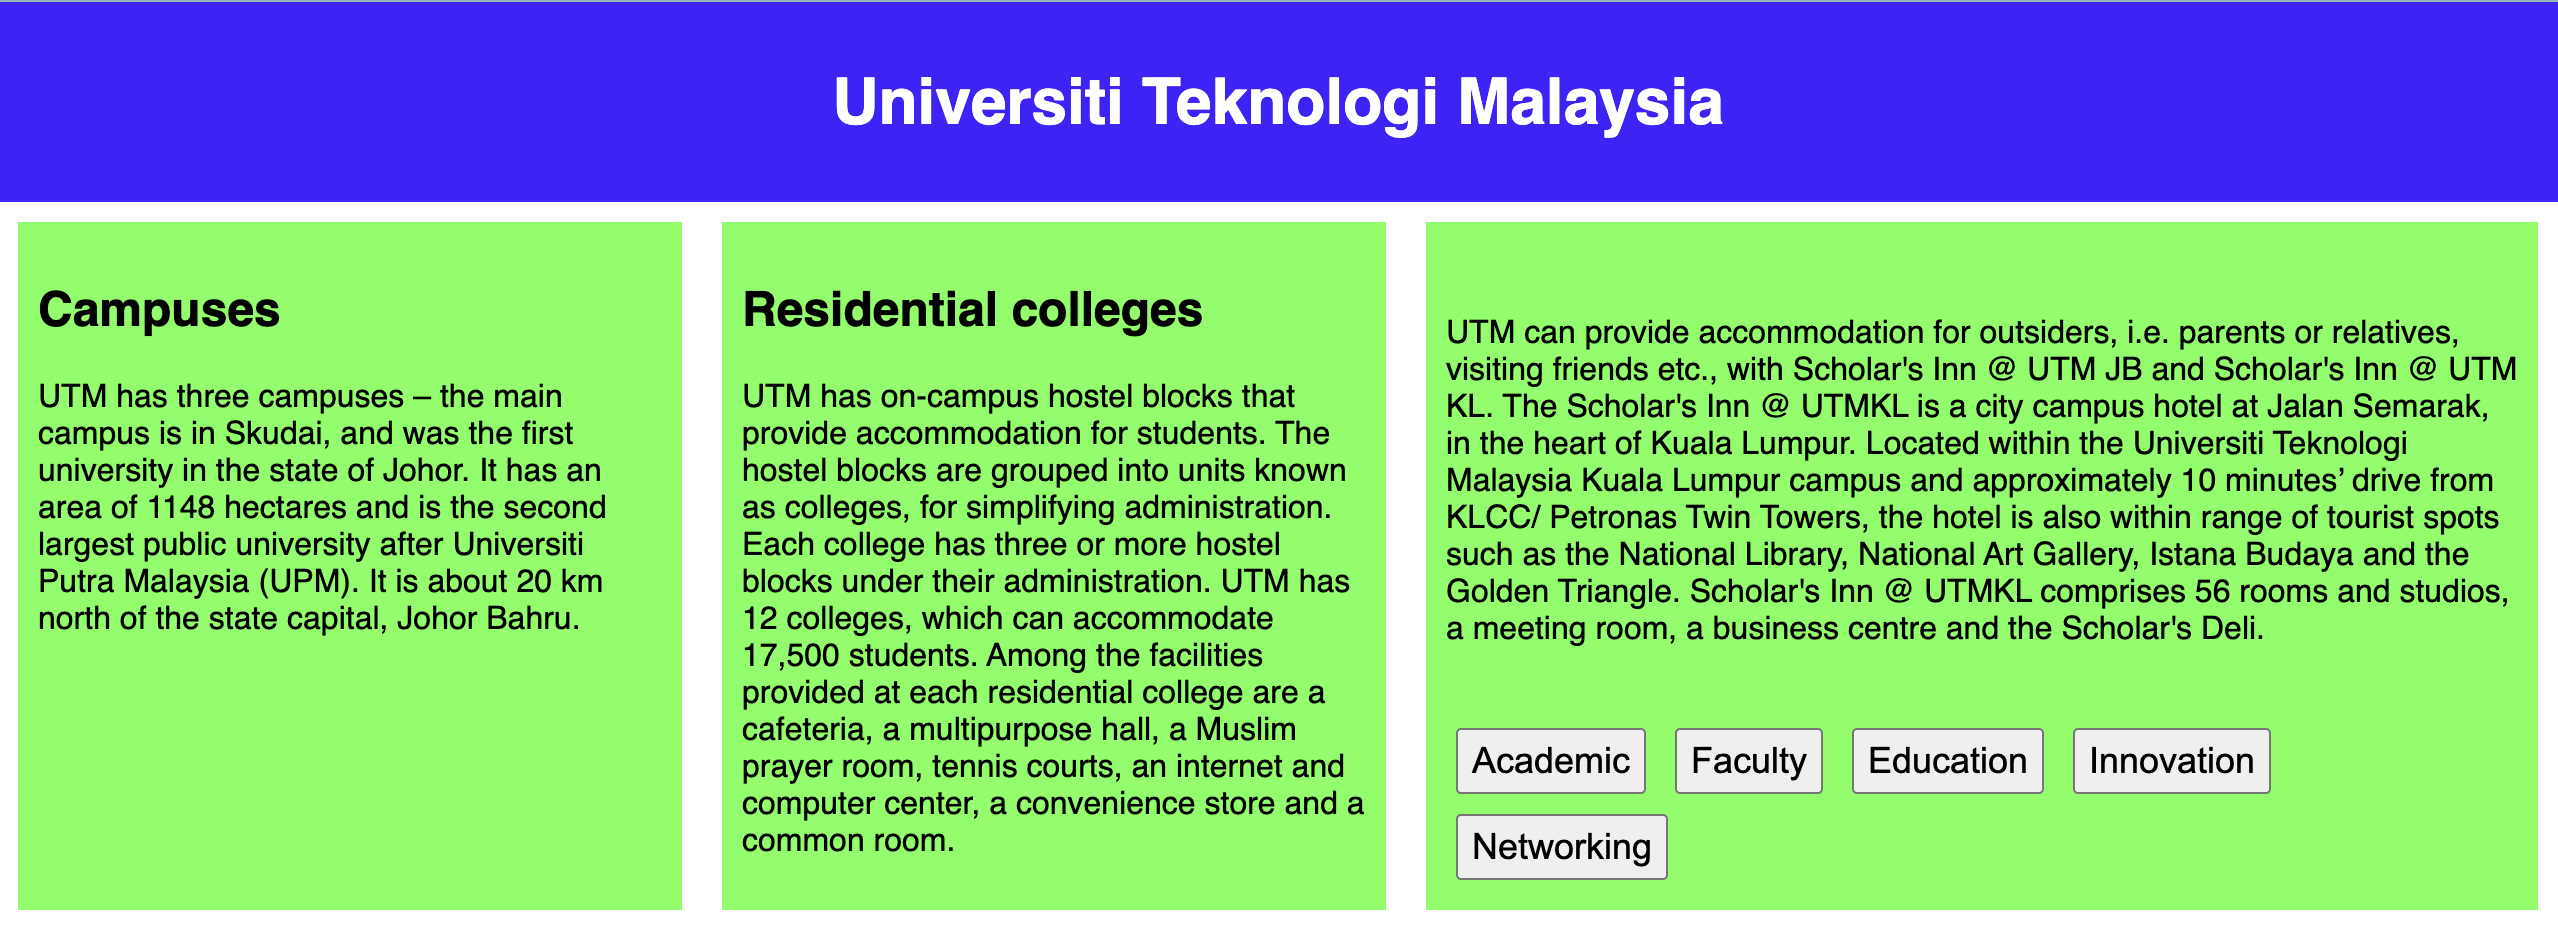 Universiti Teknologi Malaysia
Campuses
UTM has three campuses – the main
campus is in Skudai, and was the first
university in the state of Johor. It has an
area of 1148 hectares and is the second
largest public university after Universiti
Putra Malaysia (UPM). It is about 20 km
north of the state capital, Johor Bahru.
Residential colleges
UTM has on-campus hostel blocks that
provide accommodation for students. The
hostel blocks are grouped into units known
as colleges, for simplifying administration.
Each college has three or more hostel
blocks under their administration. UTM has
12 colleges, which can accommodate
17,500 students. Among the facilities
provided at each residential college are a
cafeteria, a multipurpose hall, a Muslim
prayer room, tennis courts, an internet and
computer center, a convenience store and a
common room.
UTM can provide accommodation for outsiders, i.e. parents or relatives,
visiting friends etc., with Scholar's Inn @ UTM JB and Scholar's Inn @ UTM
KL. The Scholar's Inn @ UTMKL is a city campus hotel at Jalan Semarak,
in the heart of Kuala Lumpur. Located within the Universiti Teknologi
Malaysia Kuala Lumpur campus and approximately 10 minutes’ drive from
KLCC/ Petronas Twin Towers, the hotel is also within range of tourist spots
such as the National Library, National Art Gallery, Istana Budaya and the
Golden Triangle. Scholar's Inn @ UTMKL comprises 56 rooms and studios,
a meeting room, a business centre and the Scholar's Deli.
Academic Faculty Education Innovation
Networking